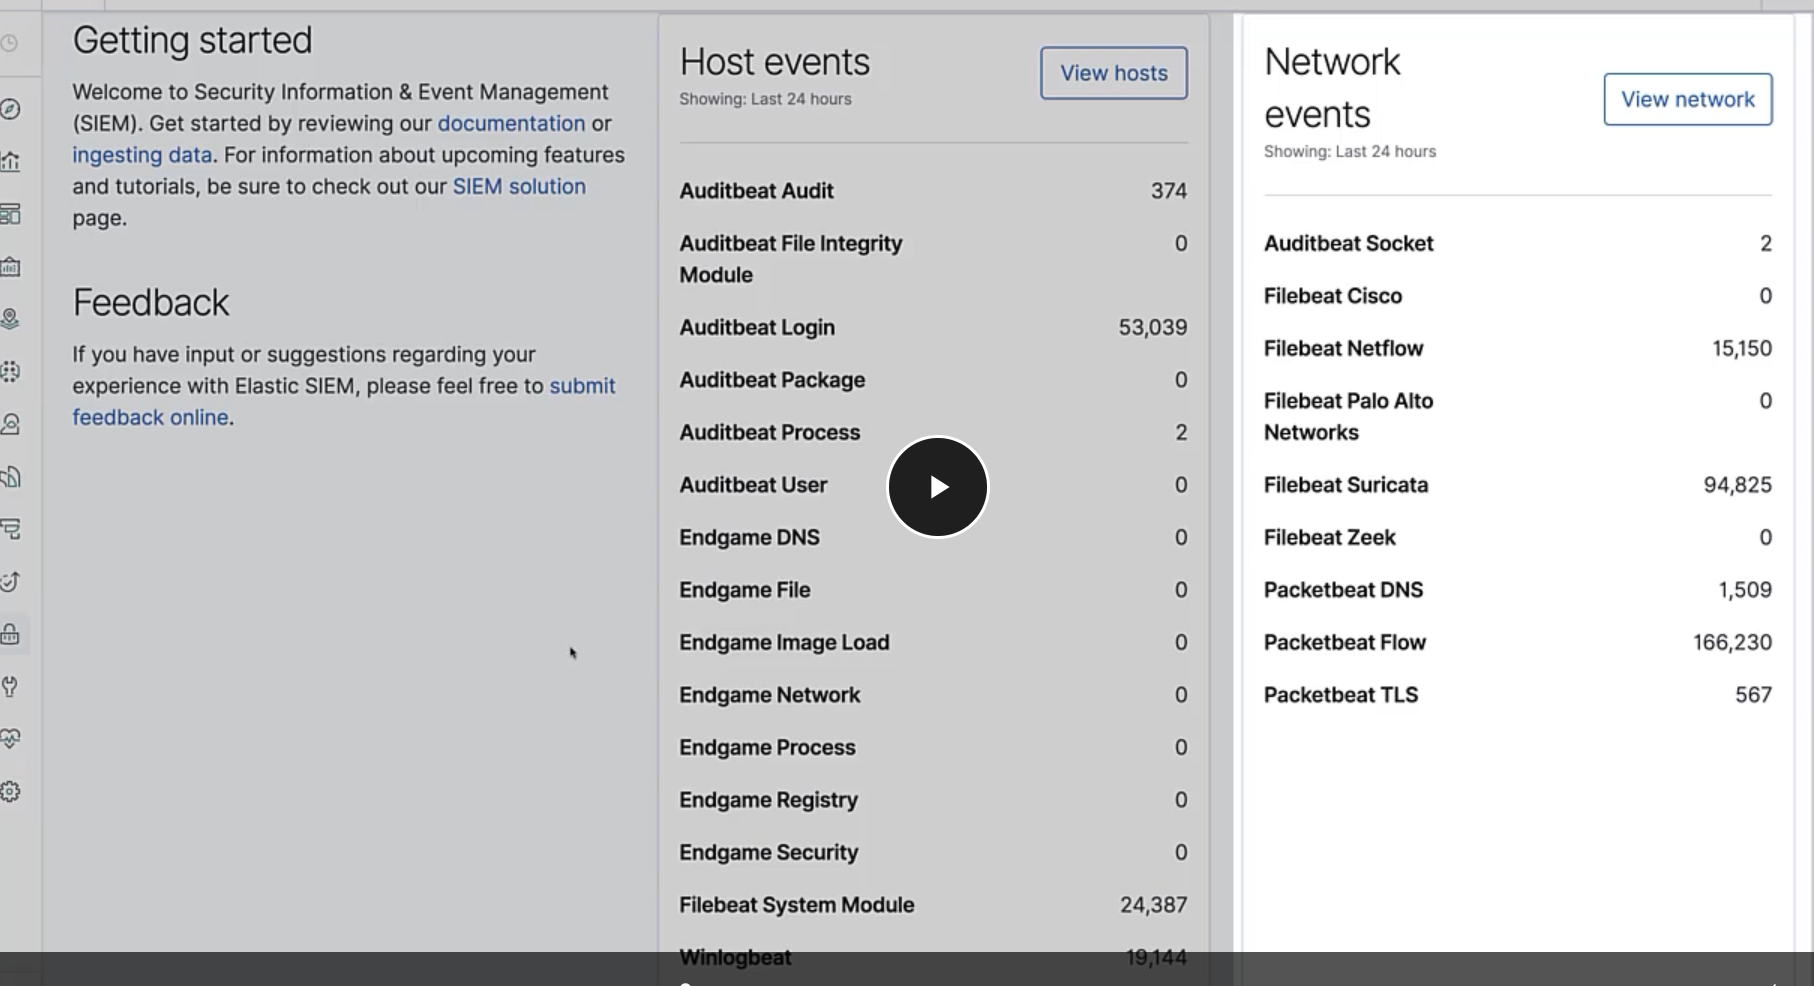 Getting started
Welcome to Security Information & Event Management
(SIEM). Get started by reviewing our documentation or
ingesting data. For information about upcoming features
and tutorials, be sure to check out our SIEM solution
page.
Feedback
If you have input or suggestions regarding your
experience with Elastic SIEM, please feel free to submit
feedback online.
Host events
View hosts
Showing: Last 24 hours
Auditbeat Audit 374
Auditbeat File Integrity 0
Module
Auditbeat Login 53,039
Auditbeat Package 0
Auditbeat Process 2
Auditbeat User 0
Endgame DNS 0
Endgame File 0
Endgame Image Load 0
Endgame Network 0
Endgame Process 0
Endgame Registry 0
Endgame Security 0
Filebeat System Module 24,387
Winlogbeat 19,144
Network
events
View network
Showing: Last 24 hours
Auditbeat Socket 2
Filebeat Cisco 0
Filebeat Netflow 15,150
Filebeat Palo Alto 0
Networks
Filebeat Suricata 94,825
Filebeat Zeek 0
Packetbeat DNS 1,509
Packetbeat Flow 166,230
Packetbeat TLS 567